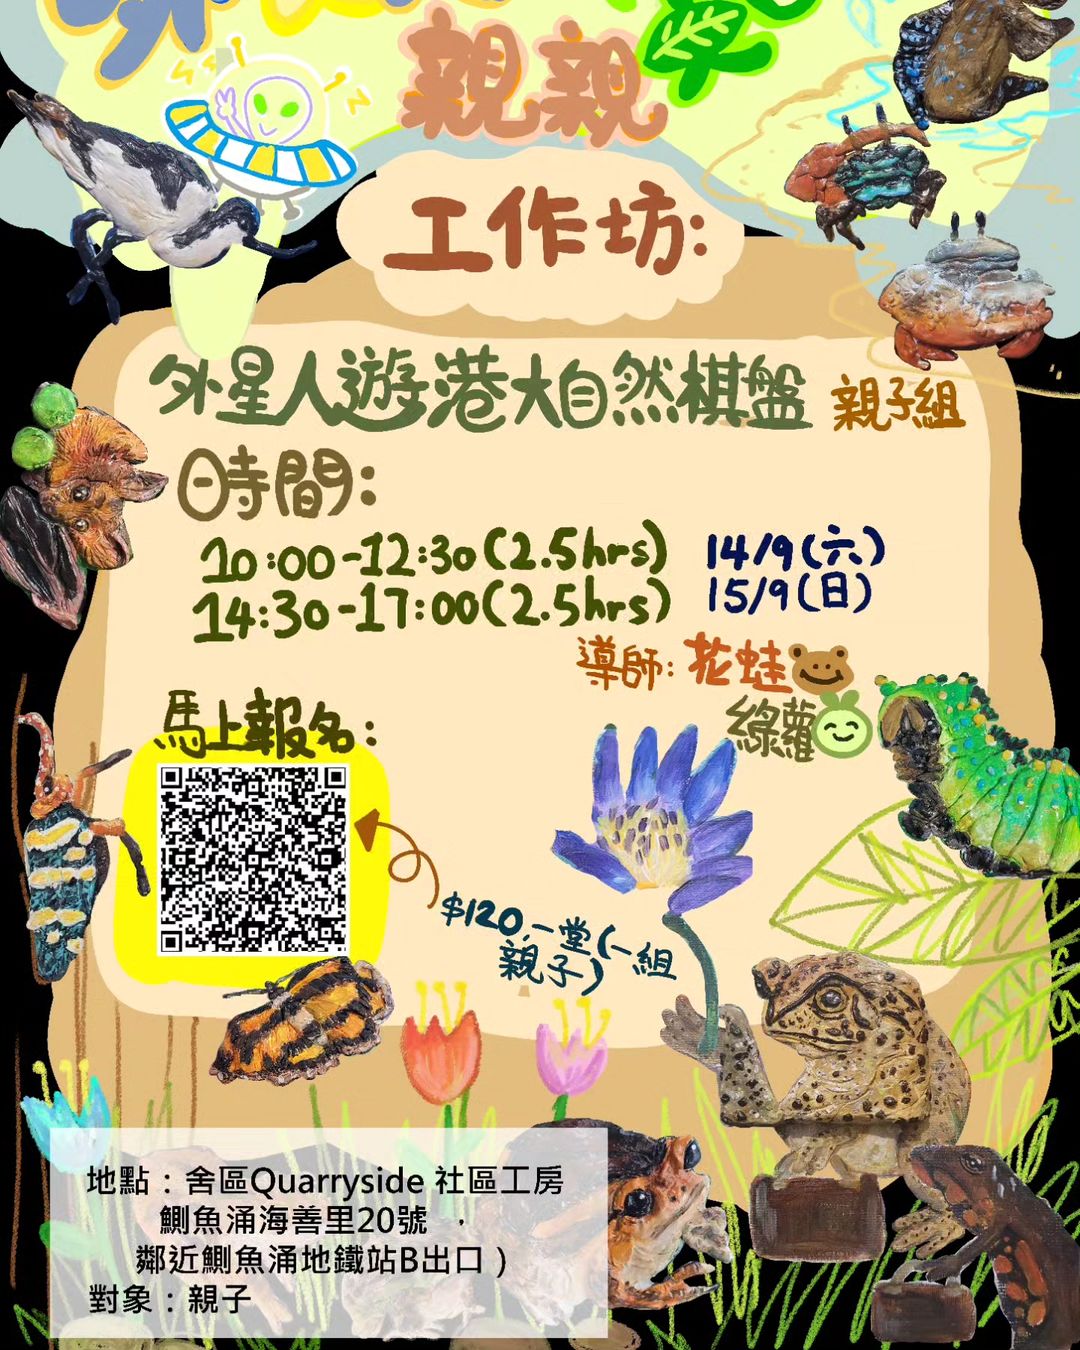 親親
工作坊:
外星人遊港大自然棋盤 親子組
時間:
10:00-12:30(2.5hrs) 14/9(六)
14:30-17:00(2.5hrs) 15/9(日)
導師: 花蛙
綠蘿
馬上報名:
$120,一堂(一組
親子)
地點：舍區Quarryside 社區工房
鰂魚涌海善里20號，
鄰近鰂魚涌地鐵站B出口）
對象：親子